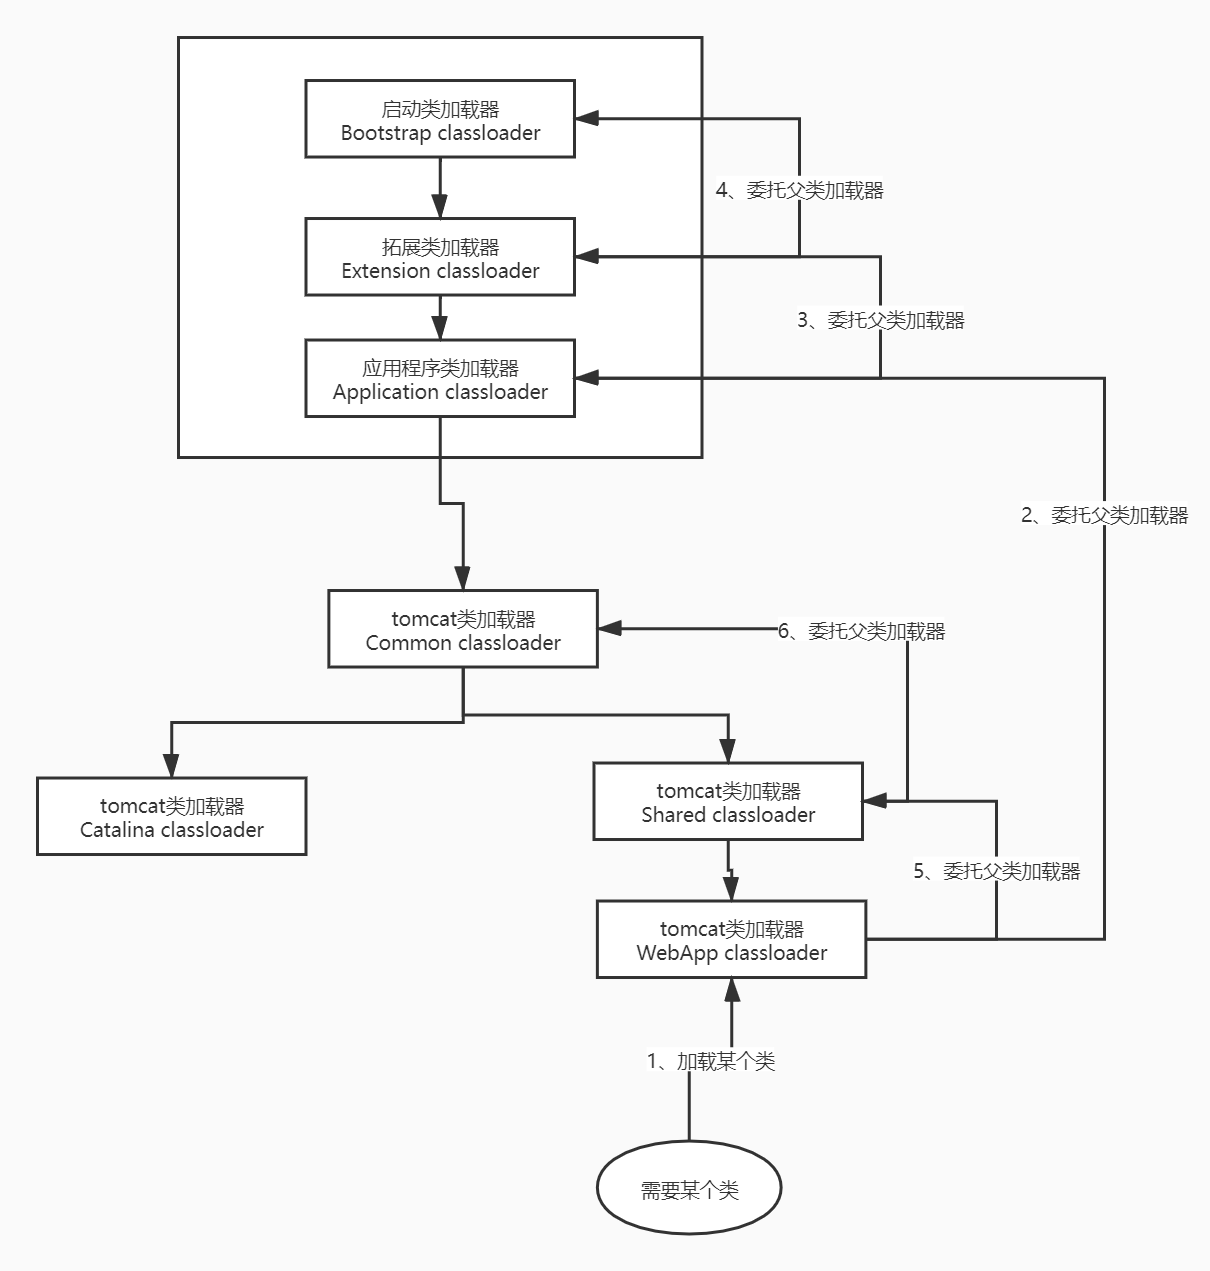 启动类加载器
Bootstrap classloader
4、委托父类加载器
拓展类加载器
Extension classloader
3、委托父类加载器
应用程序类加载器
Application classloader
2、委托父类加载器
tomcat类加载器
Common classloader
6、委托父类加载器
tomcat类加载器
Catalina classloader
tomcat类加载器
Shared classloader
5、委托父类加载器
tomcat类加载器
WebApp classloader
1、加载某个类
需要某个类